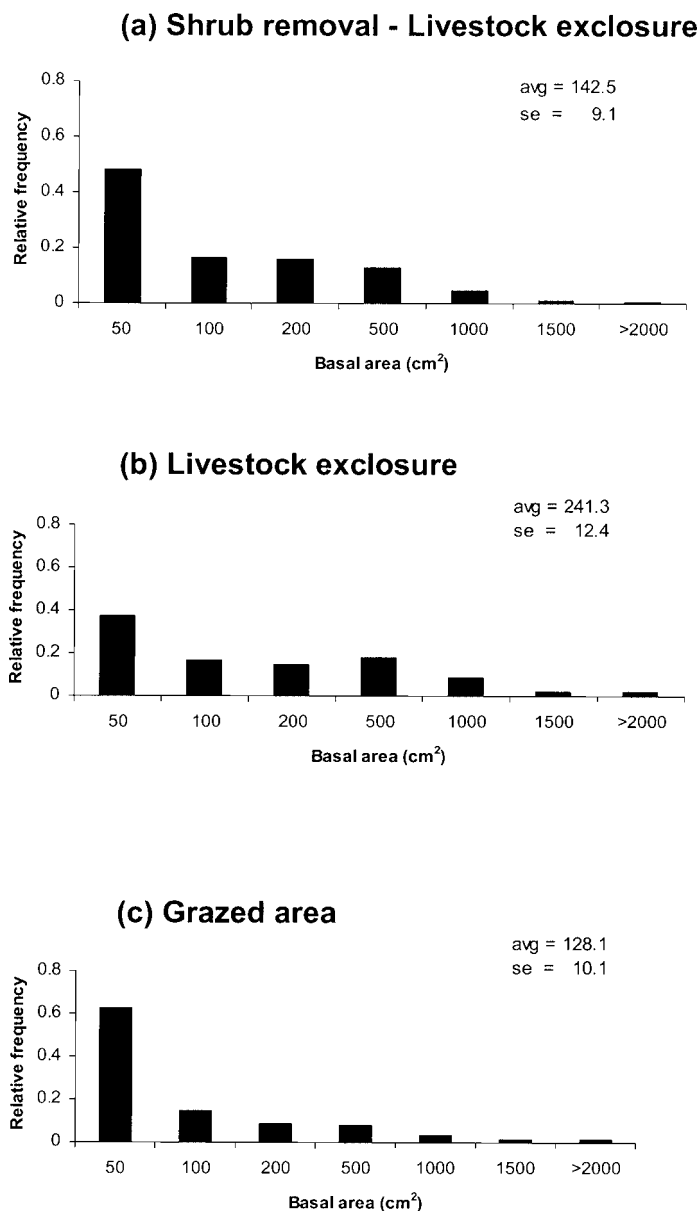 (a) Shrub removal - Livestock exclosure
avg = 142.5
se = 9.1
Relative frequency
0.8
0.6
0.4
0.2
0
50 100 200 500 1000 1500 >2000
Basal area (cm²)
(b) Livestock exclosure
avg = 241.3
se = 12.4
Relative frequency
0.8
0.6
0.4
0.2
0
50 100 200 500 1000 1500 >2000
Basal area (cm²)
(c) Grazed area
avg = 128.1
se = 10.1
Relative frequency
0.8
0.6
0.4
0.2
0
50 100 200 500 1000 1500 >2000
Basal area (cm²)